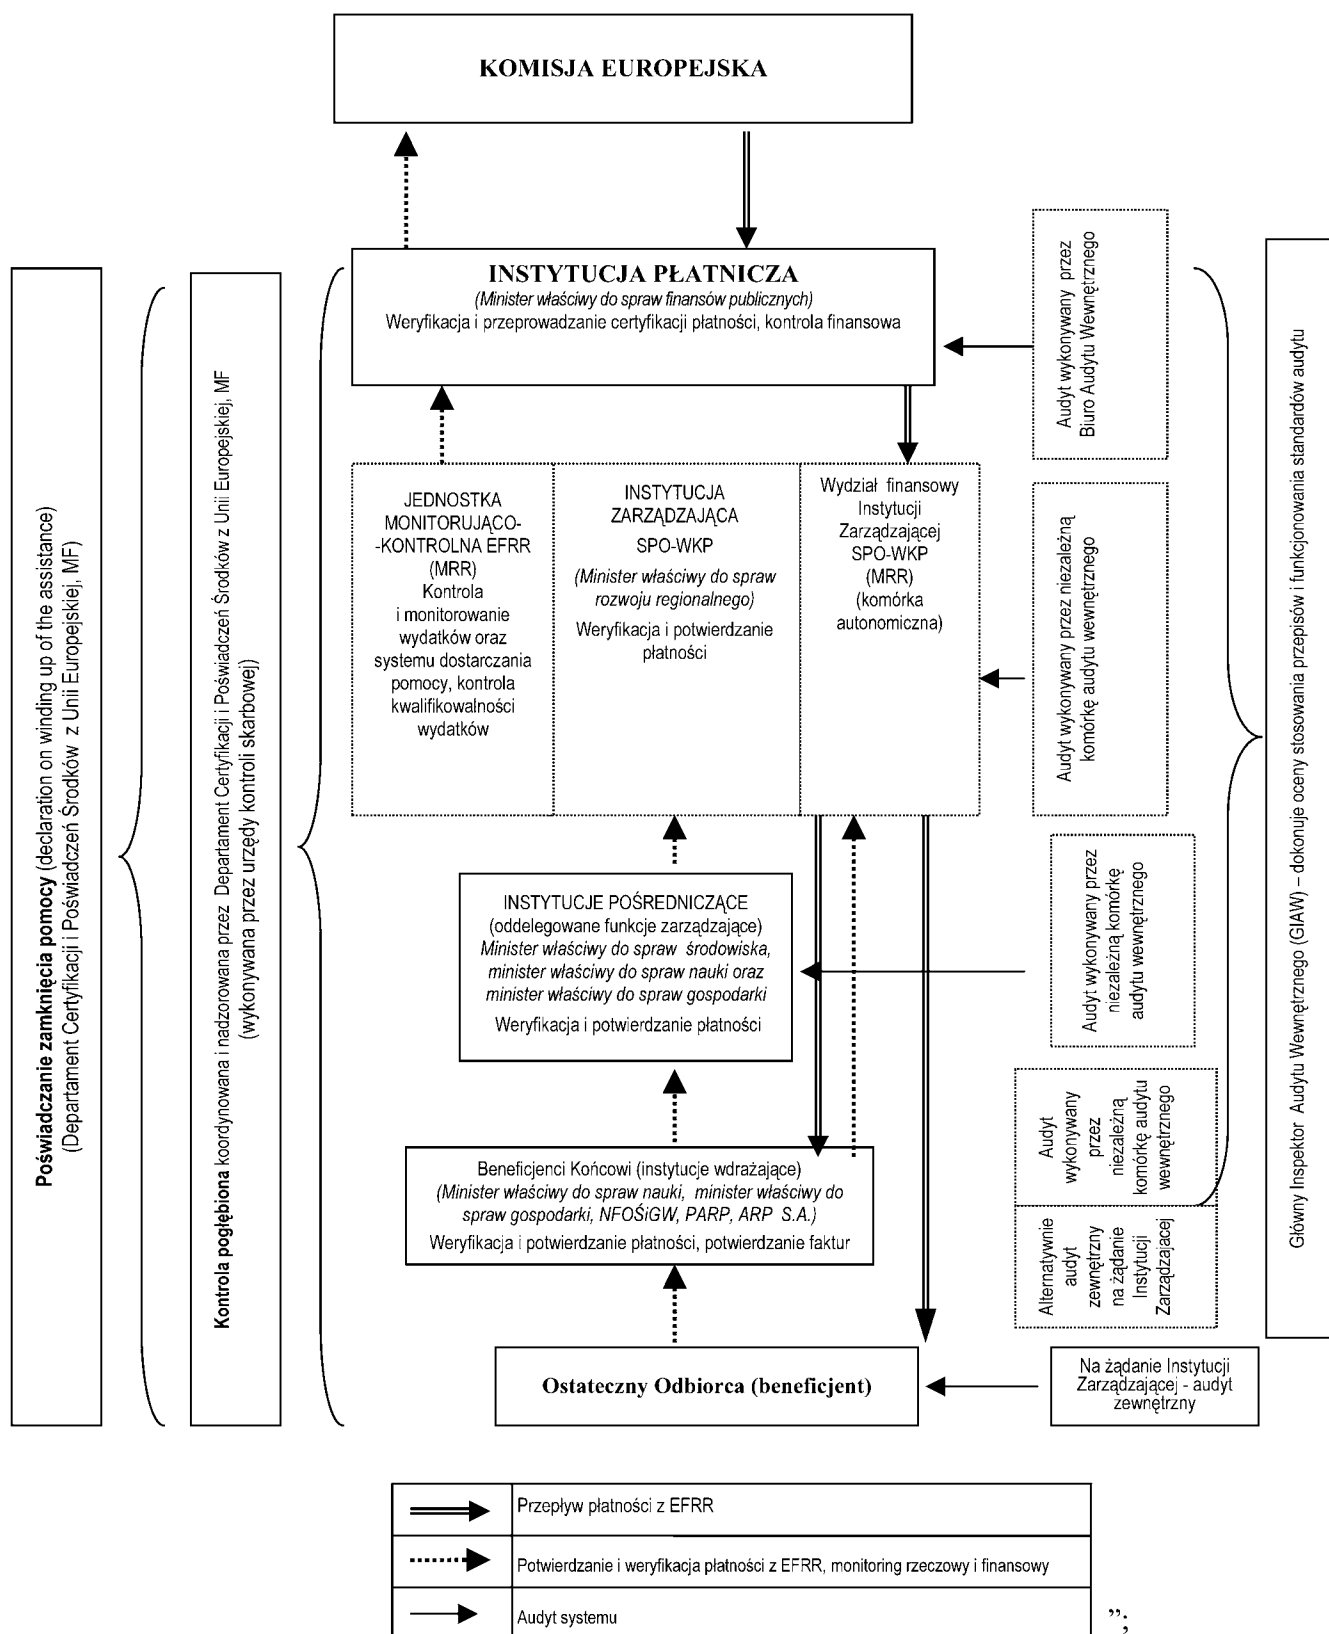 KOMISJA EUROPEJSKA
INSTYTUCJA PŁATNICZA
(Minister właściwy do spraw finansów publicznych)
Weryfikacja i przeprowadzanie certyfikacji płatności, kontrola finansowa
Poświadczanie zamknięcia pomocy (declaration on winding up of the assistance)
(Departament Certyfikacji i Poświadczeń Środków z Unii Europejskiej, MF)
Kontrola pogłębiona koordynowana i nadzorowana przez Departament Certyfikacji i Poświadczeń Środków z Unii Europejskiej, MF
(wykonywana przez urzędy kontroli skarbowej)
JEDNOSTKA
MONITORUJĄCO-
-KONTROLNA EFRR
(MRR)
Kontrola
i monitorowanie
wydatków oraz
systemu dostarczania
pomocy, kontrola
kwalifikowalności
wydatków
INSTYTUCJA
ZARZĄDZAJĄCA
SPO-WKP
(Minister właściwy do spraw
rozwoju regionalnego)
Weryfikacja i potwierdzanie
płatności
Wydział finansowy
Instytucji
Zarządzającej
SPO-WKP
(MRR)
(komórka
autonomiczna)
INSTYTUCJE POŚREDNICZĄCE
(oddelegowane funkcje zarządzające)
Minister właściwy do spraw środowiska,
minister właściwy do spraw nauki oraz
minister właściwy do spraw gospodarki
Weryfikacja i potwierdzanie płatności
Beneficjenci Końcowi (instytucje wdrażające)
(Minister właściwy do spraw nauki, minister właściwy do
spraw gospodarki, NFOŚiGW, PARP, ARP S.A.)
Weryfikacja i potwierdzanie płatności, potwierdzanie faktur
Ostateczny Odbiorca (beneficjent)
Audyt wykonywany przez
Biuro Audytu Wewnętrznego
Audyt wykonywany przez niezależną
komórkę audytu wewnętrznego
Audyt wykonywany przez
niezależną komórkę
audytu wewnętrznego
Audyt
wykonywany
przez
niezależną
komórkę audytu
wewnętrznego
Alternatywnie
audyt
zewnętrzny
na żądanie
Instytucji
Zarządzajacej
Na żądanie Instytucji
Zarządzającej - audyt
zewnętrzny
Główny Inspektor Audytu Wewnętrznego (GIAW) – dokonuje oceny stosowania przepisów i funkcjonowania standardów audytu
Przepływ płatności z EFRR
Potwierdzanie i weryfikacja płatności z EFRR, monitoring rzeczowy i finansowy
Audyt systemu
”;